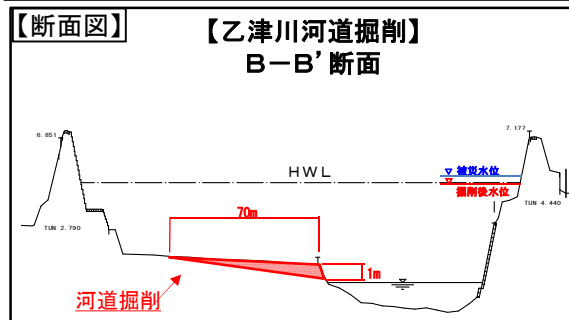 【断面図】
【乙津川河道掘削】
B－B’断面
6.851
7.177
HWL
被災水位
掘削後水位
TUN 2.790
TUN 4.440
70m
1m
河道掘削